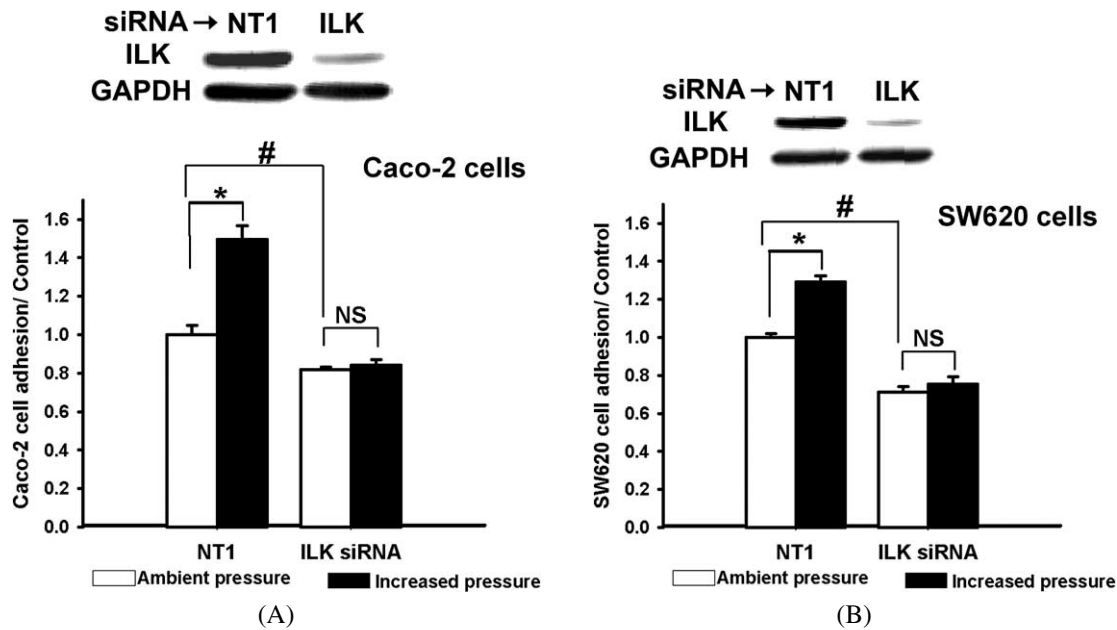 siRNA → NT1 ILK
ILK
GAPDH
#
Caco-2 cells
*
NS
Caco-2 cell adhesion/ Control
1.6
1.4
1.2
1.0
0.8
0.6
0.4
0.2
0.0
NT1 ILK siRNA
Ambient pressure Increased pressure
(A)
siRNA → NT1 ILK
ILK
GAPDH
#
SW620 cells
*
NS
SW620 cell adhesion/ Control
1.6
1.4
1.2
1.0
0.8
0.6
0.4
0.2
0.0
NT1 ILK siRNA
Ambient pressure Increased pressure
(B)